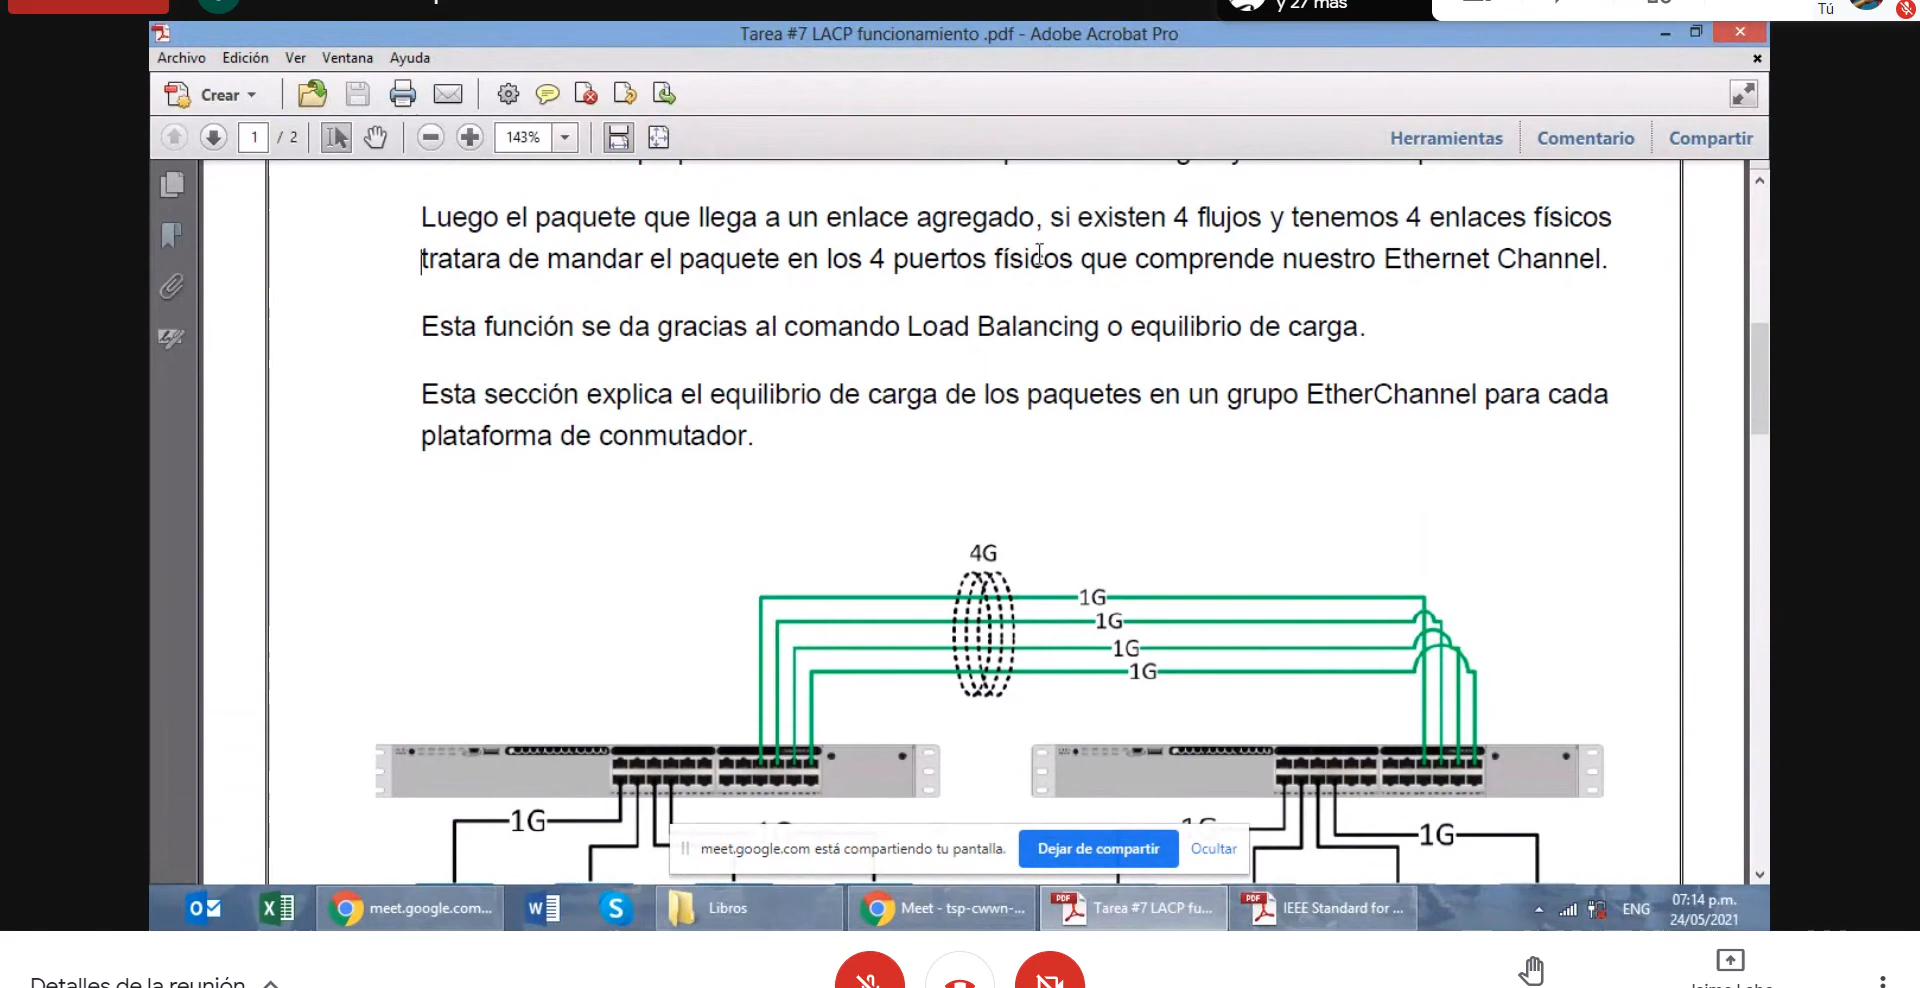 y 27 más
Tú
Tarea #7 LACP funcionamiento .pdf - Adobe Acrobat Pro
Archivo Edición Ver Ventana Ayuda
Crear
1 / 2 143% Herramientas Comentario Compartir
Luego el paquete que llega a un enlace agregado, si existen 4 flujos y tenemos 4 enlaces físicos
tratara de mandar el paquete en los 4 puertos físicos que comprende nuestro Ethernet Channel.
Esta función se da gracias al comando Load Balancing o equilibrio de carga.
Esta sección explica el equilibrio de carga de los paquetes en un grupo EtherChannel para cada
plataforma de conmutador.
4G
1G
1G
1G
1G
1G 1G 1G 1G
meet.google.com está compartiendo tu pantalla. Dejar de compartir Ocultar
meet.google.com... Libros Meet - tsp-cwwn-... Tarea #7 LACP fu... IEEE Standard for ... ENG 07:14 p.m.
24/05/2021
Detalles de la reunión